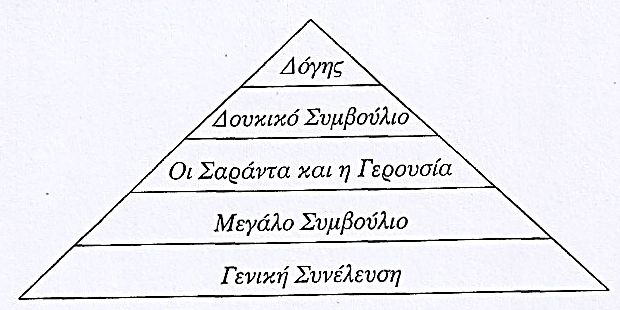 Δόγης
Δουκικό Συμβούλιο
Οι Σαράντα και η Γερουσία
Μεγάλο Συμβούλιο
Γενική Συνέλευση